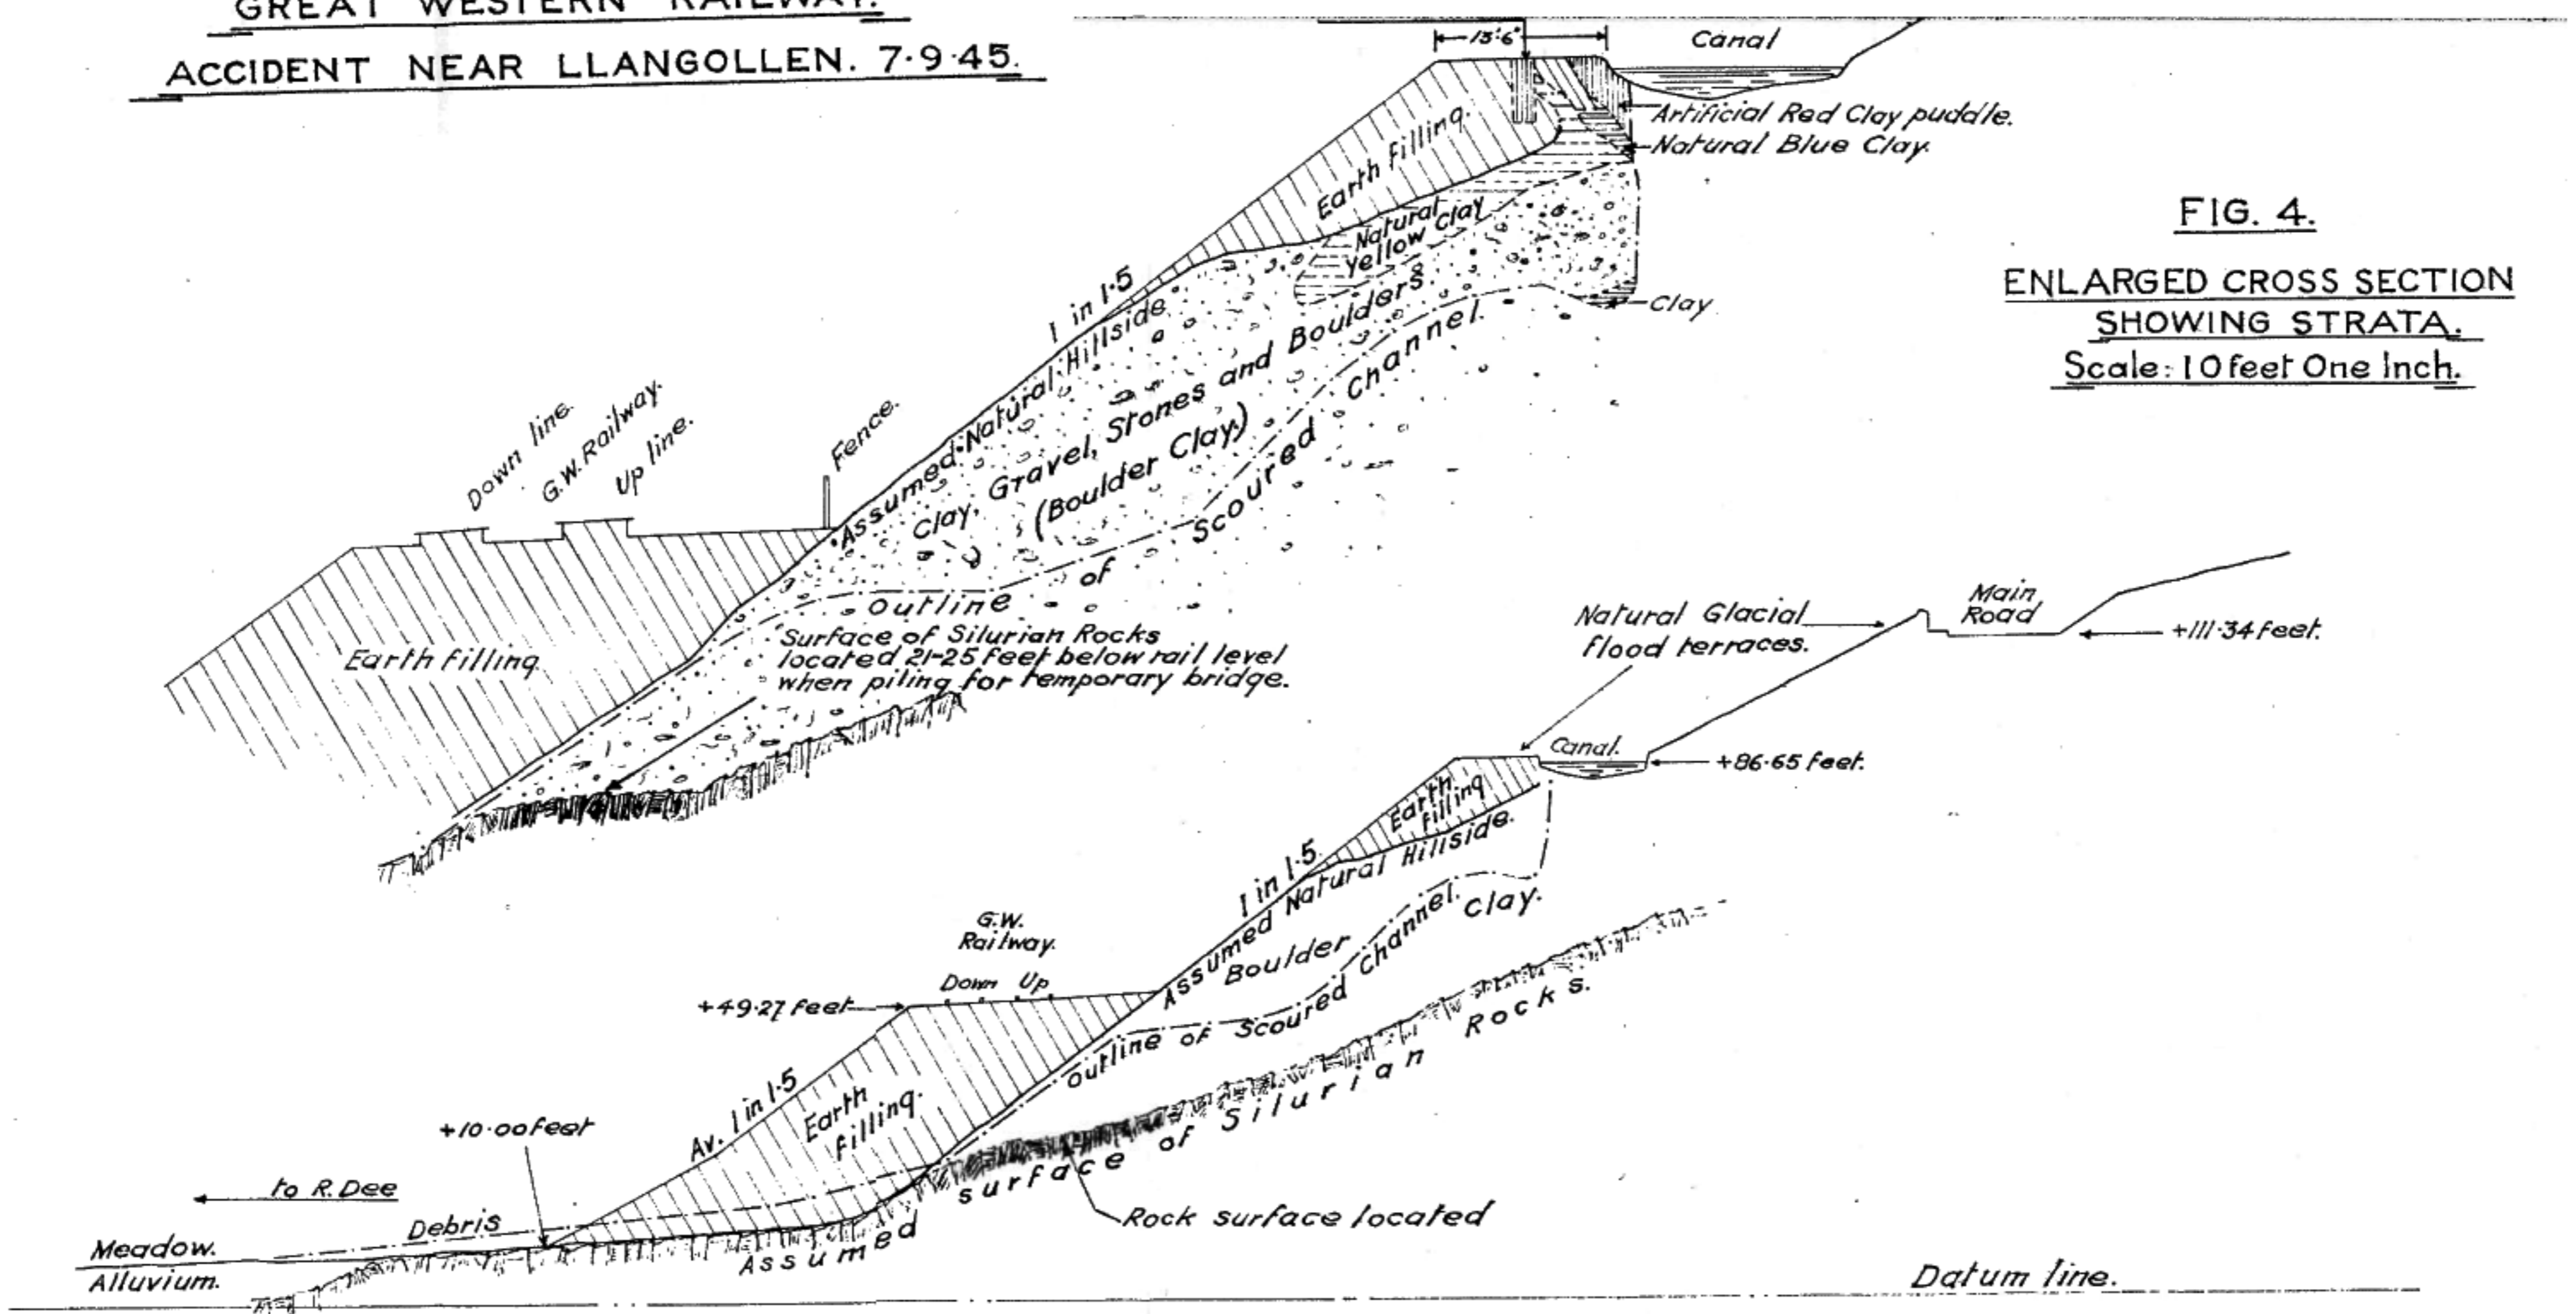 GREAT WESTERN RAILWAY.
ACCIDENT NEAR LLANGOLLEN. 7·9·45.
13'6"
Canal
Artificial Red Clay puddle.
Natural Blue Clay.
Earth Filling.
Natural
yellow Clay
FIG. 4.
ENLARGED CROSS SECTION
SHOWING STRATA.
Scale: 10 feet One Inch.
1 in 1·5
Clay
Assumed Natural Hillside
Clay, Gravel, Stones and Boulders.
(Boulder Clay)
Outline of Scoured Channel.
Down line.
G.W. Railway.
Up line.
Fence.
Earth filling
Surface of Silurian Rocks
located 21-25 feet below rail level
when piling for temporary bridge.
Natural Glacial
flood terraces.
Main
Road
+111·34 feet.
Canal.
+86·65 feet.
Earth
filling
1 in 1·5
Assumed Natural Hillside.
Boulder Clay.
Outline of Scoured Channel.
G.W.
Railway.
Down Up
+49·27 feet
Av. 1 in 1·5
Earth
filling.
+10·00 feet
to R. Dee
Debris
Meadow.
Alluvium.
Assumed surface of Silurian Rocks.
Rock surface located
Datum line.